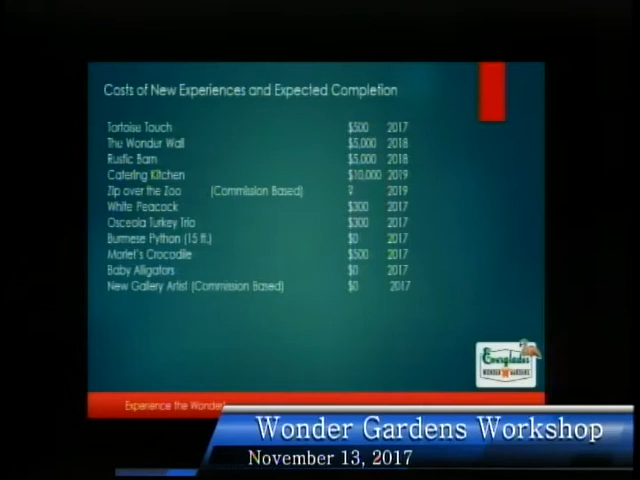 Costs of New Experiences and Expected Completion
Tortoise Touch $500 2017
The Wonder Wall $5,000 2018
Rustic Barn $5,000 2018
Catering Kitchen $10,000 2019
Zip over the Zoo (Commission Based) ? 2019
White Peacock $300 2017
Osceola Turkey Trio $300 2017
Burmese Python (15 ft.) $0 2017
Morlet's Crocodile $500 2017
Baby Alligators $0 2017
New Gallery Artist (Commission Based) $0 2017
Everglades
WONDER GARDENS
Experience the Wonder!
Wonder Gardens Workshop
November 13, 2017